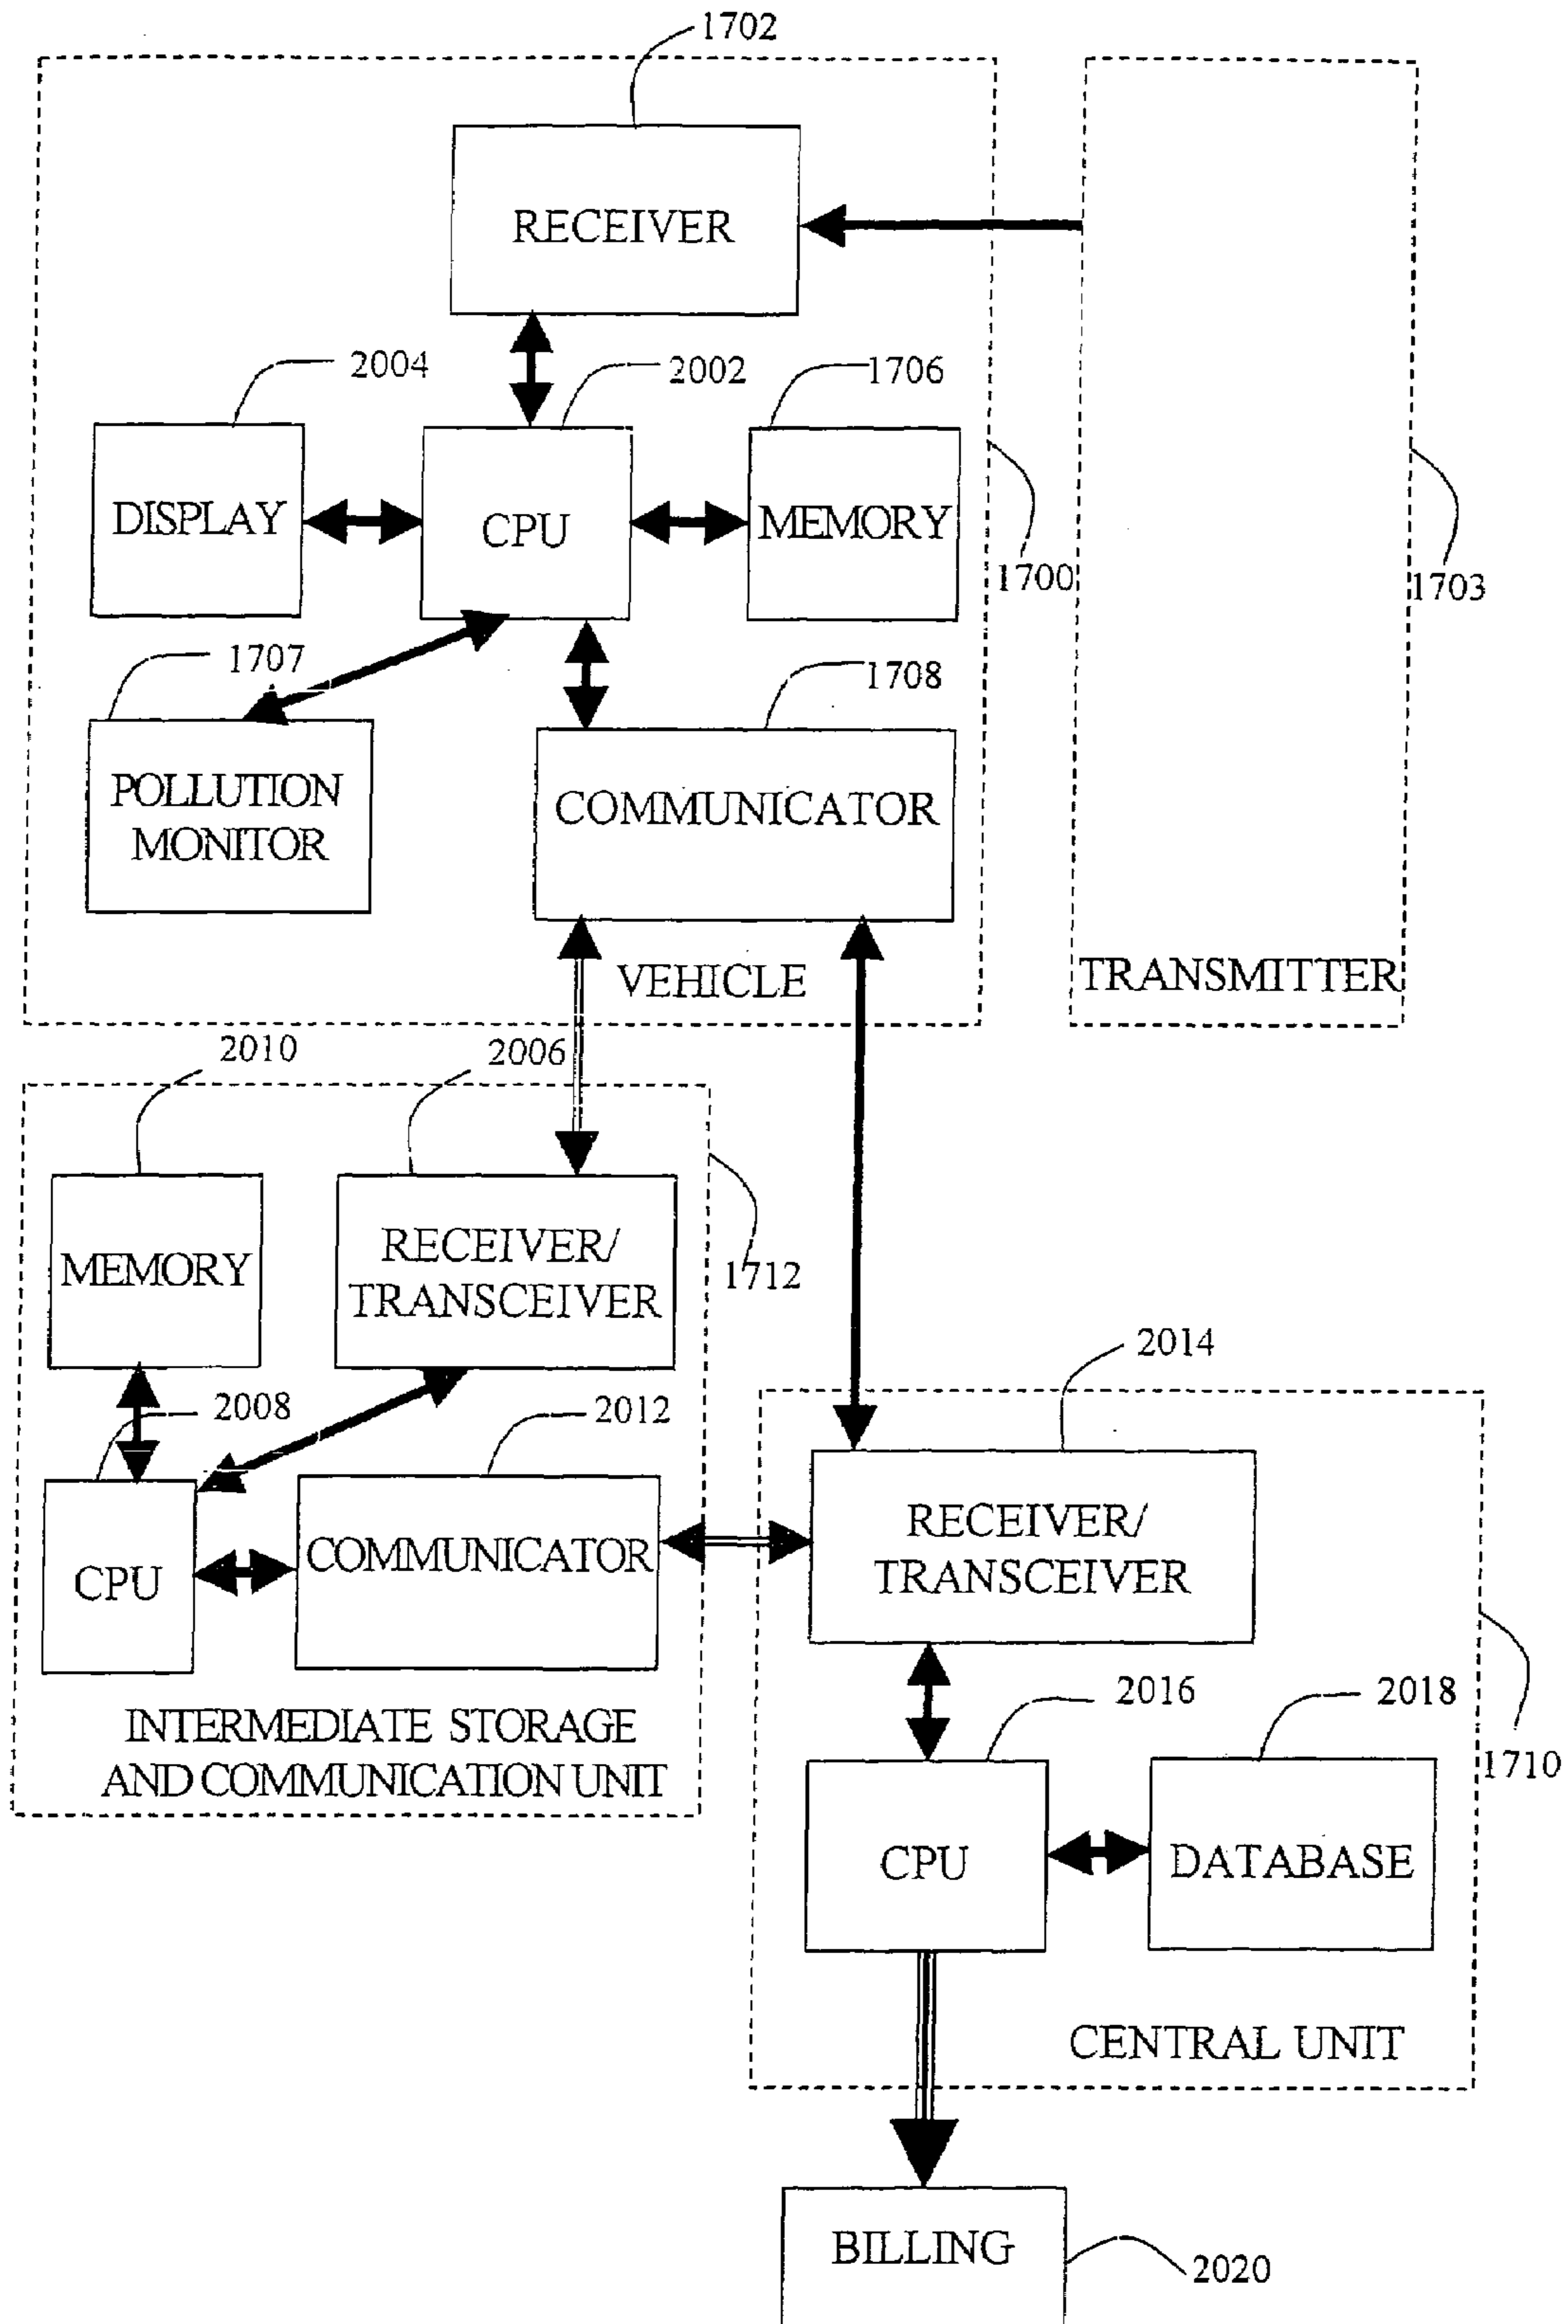 1702
RECEIVER
2004
2002
1706
DISPLAY
CPU
MEMORY
1700
1703
1707
1708
POLLUTION
MONITOR
COMMUNICATOR
VEHICLE
TRANSMITTER
2010
2006
MEMORY
RECEIVER/
TRANSCEIVER
1712
2014
2008
2012
CPU
COMMUNICATOR
RECEIVER/
TRANSCEIVER
2016
2018
INTERMEDIATE STORAGE
AND COMMUNICATION UNIT
1710
CPU
DATABASE
CENTRAL UNIT
BILLING
2020